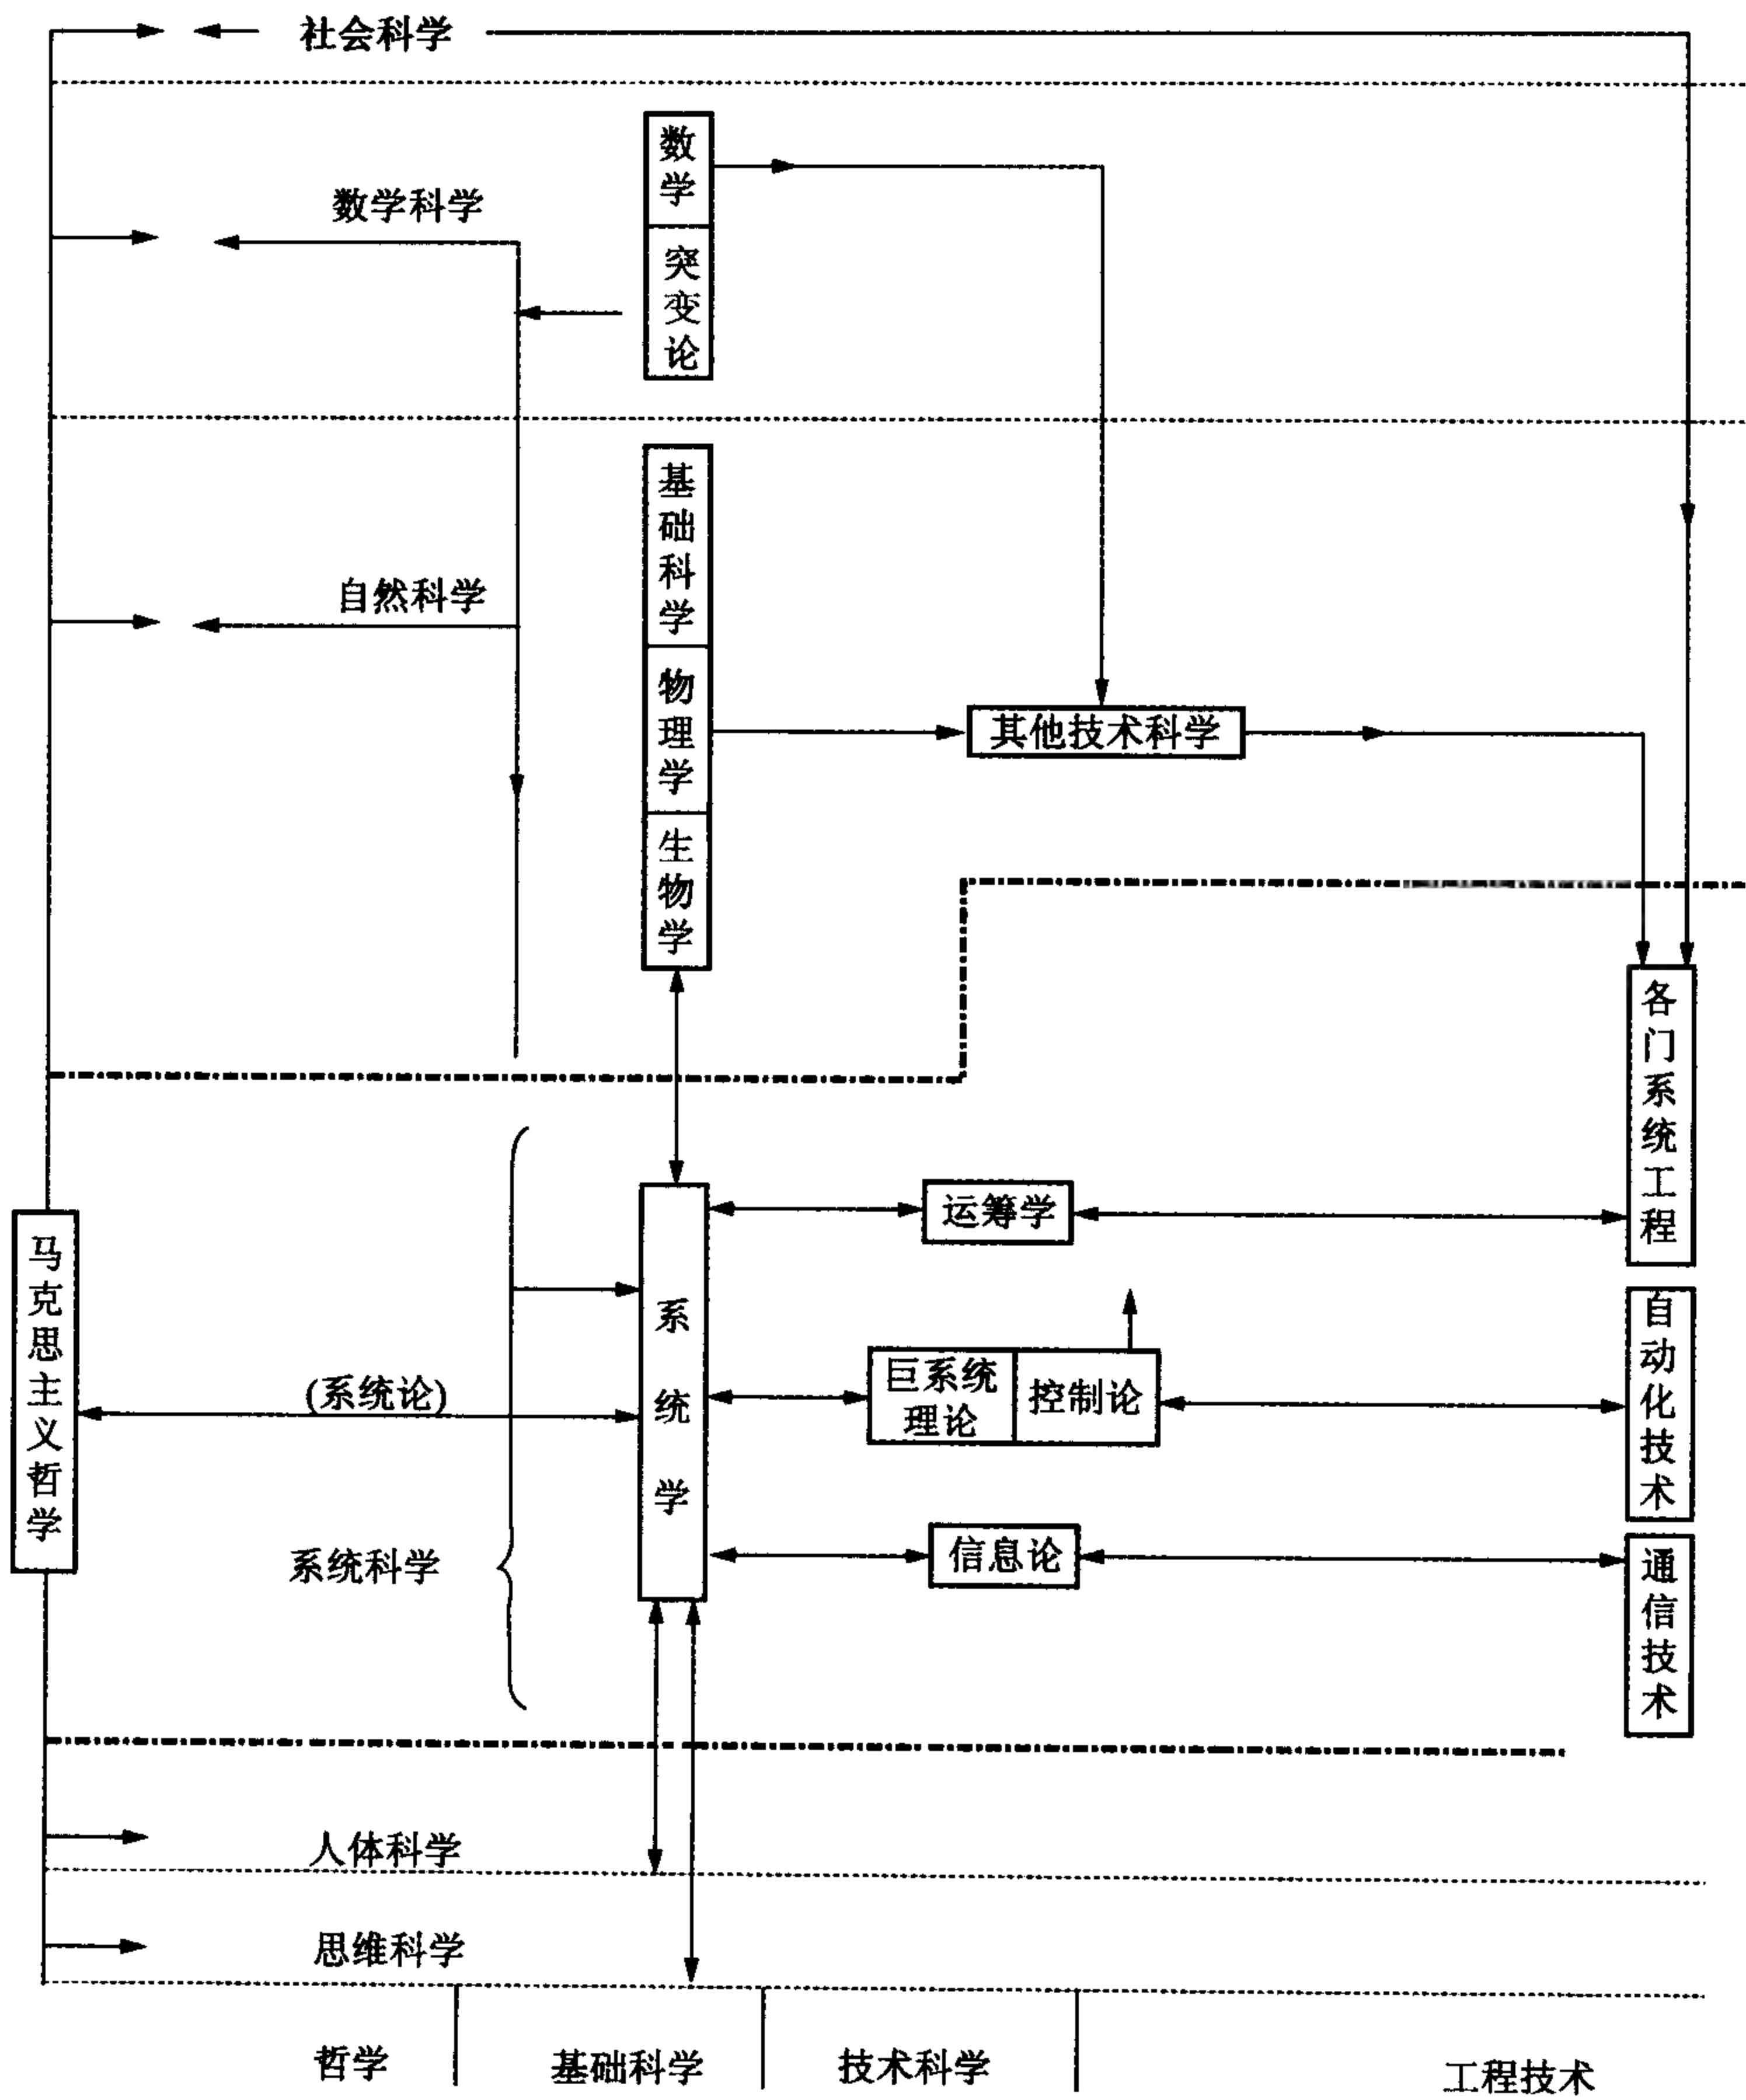 社会科学
数学
突变论
数学科学
基础科学
物理学
生物学
自然科学
其他技术科学
各门系统工程
马克思主义哲学
(系统论)
系统科学
系统学
运筹学
巨系统
理论
控制论
信息论
自动化技术
通信技术
人体科学
思维科学
哲学
基础科学
技术科学
工程技术